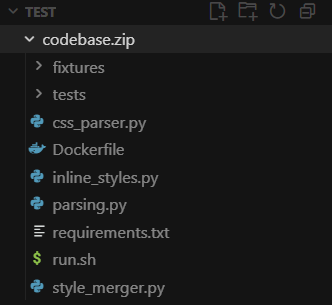 TEST
codebase.zip
fixtures
tests
css_parser.py
Dockerfile
inline_styles.py
parsing.py
requirements.txt
run.sh
style_merger.py